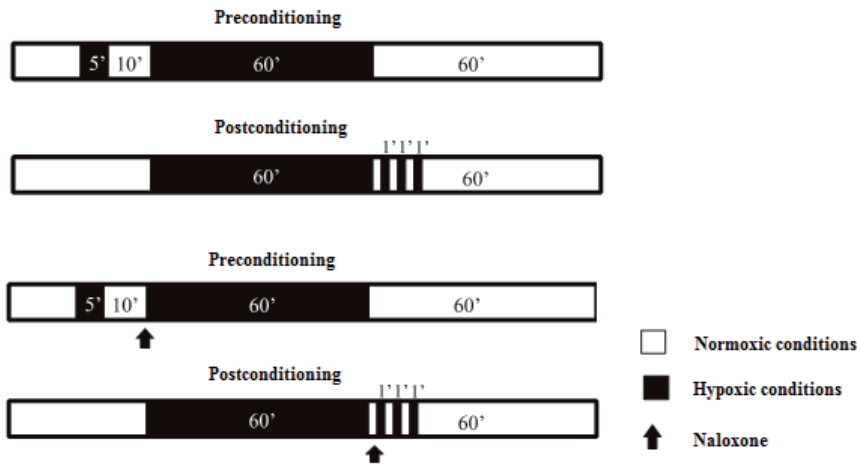 Preconditioning
5’ 10’ 60’ 60’
Postconditioning
1’1’1’
60’ 60’
Preconditioning
5’ 10’ 60’ 60’
Postconditioning
1’1’1’
60’ 60’
Normoxic conditions
Hypoxic conditions
Naloxone